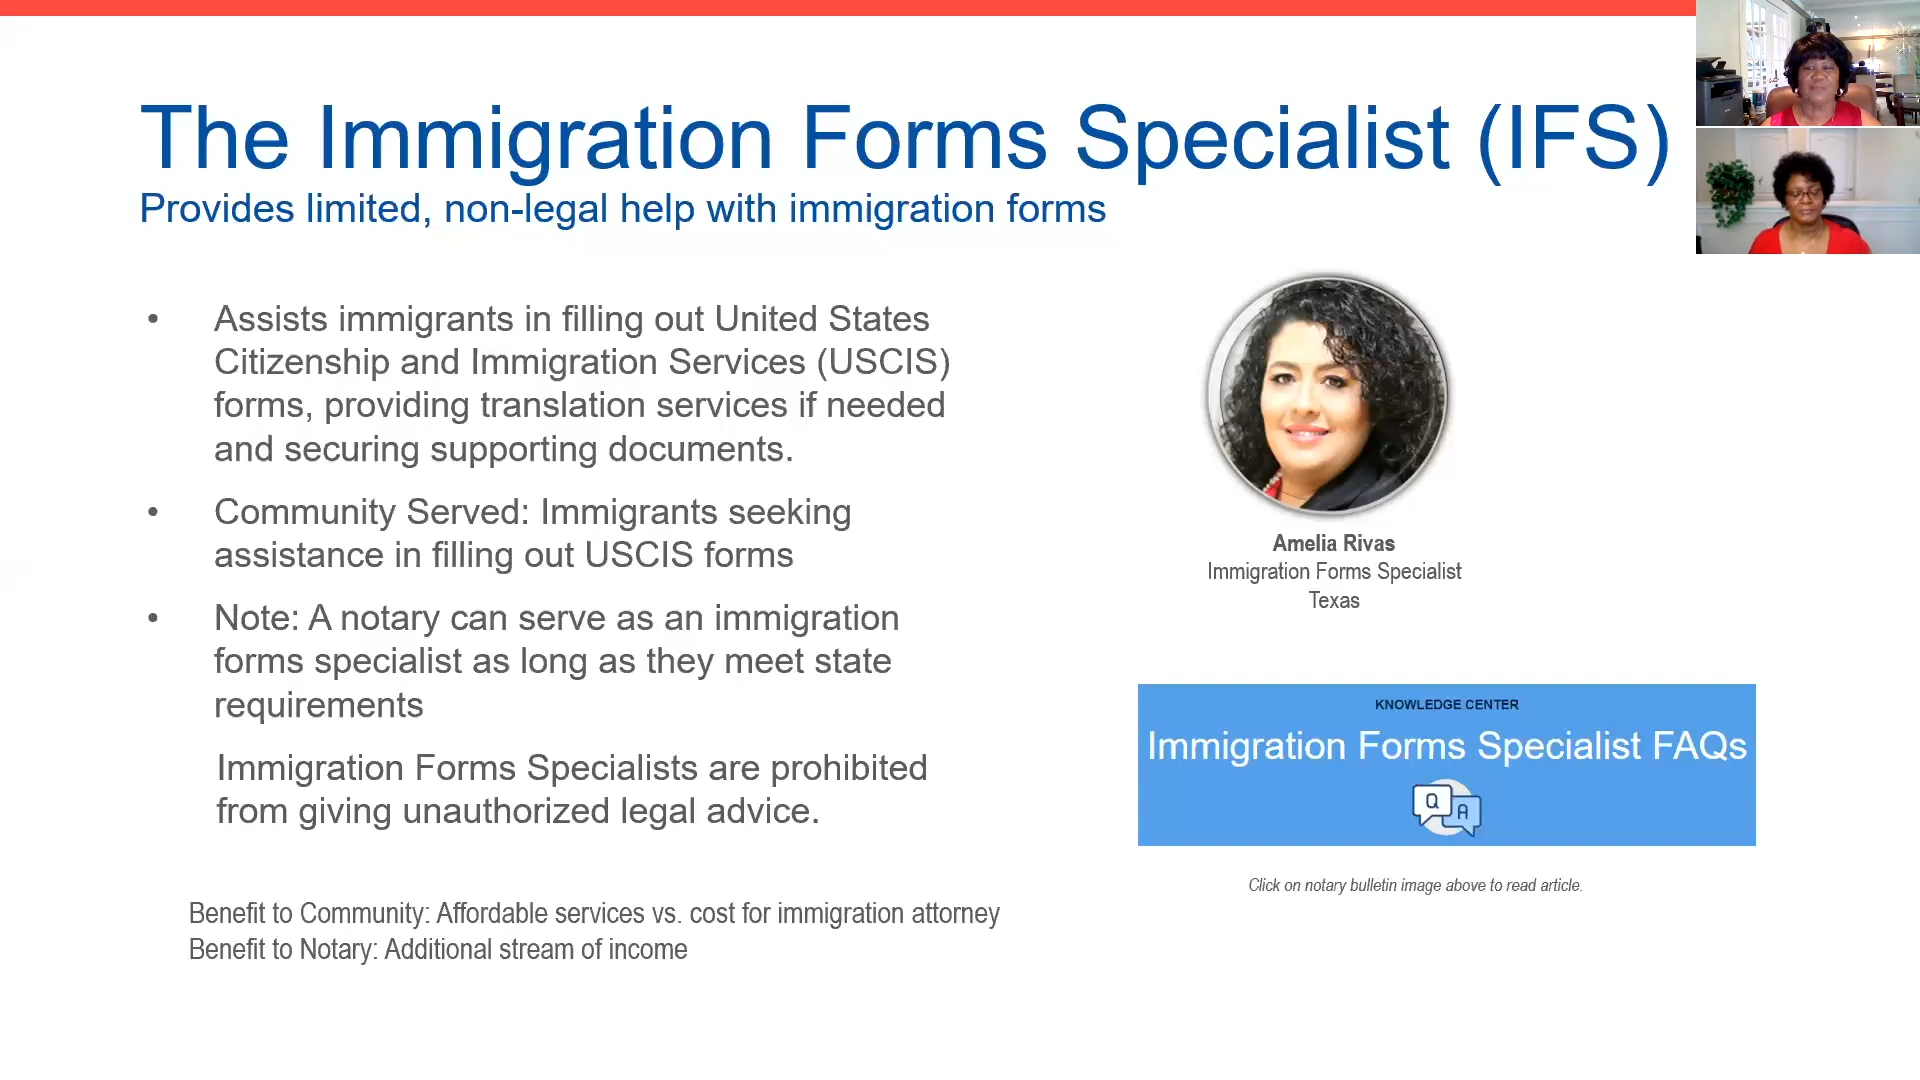 The Immigration Forms Specialist (IFS)
Provides limited, non-legal help with immigration forms
• Assists immigrants in filling out United States
Citizenship and Immigration Services (USCIS)
forms, providing translation services if needed
and securing supporting documents.
• Community Served: Immigrants seeking
assistance in filling out USCIS forms
• Note: A notary can serve as an immigration
forms specialist as long as they meet state
requirements
Immigration Forms Specialists are prohibited
from giving unauthorized legal advice.
Benefit to Community: Affordable services vs. cost for immigration attorney
Benefit to Notary: Additional stream of income
Amelia Rivas
Immigration Forms Specialist
Texas
KNOWLEDGE CENTER
Immigration Forms Specialist FAQs
Q A
Click on notary bulletin image above to read article.